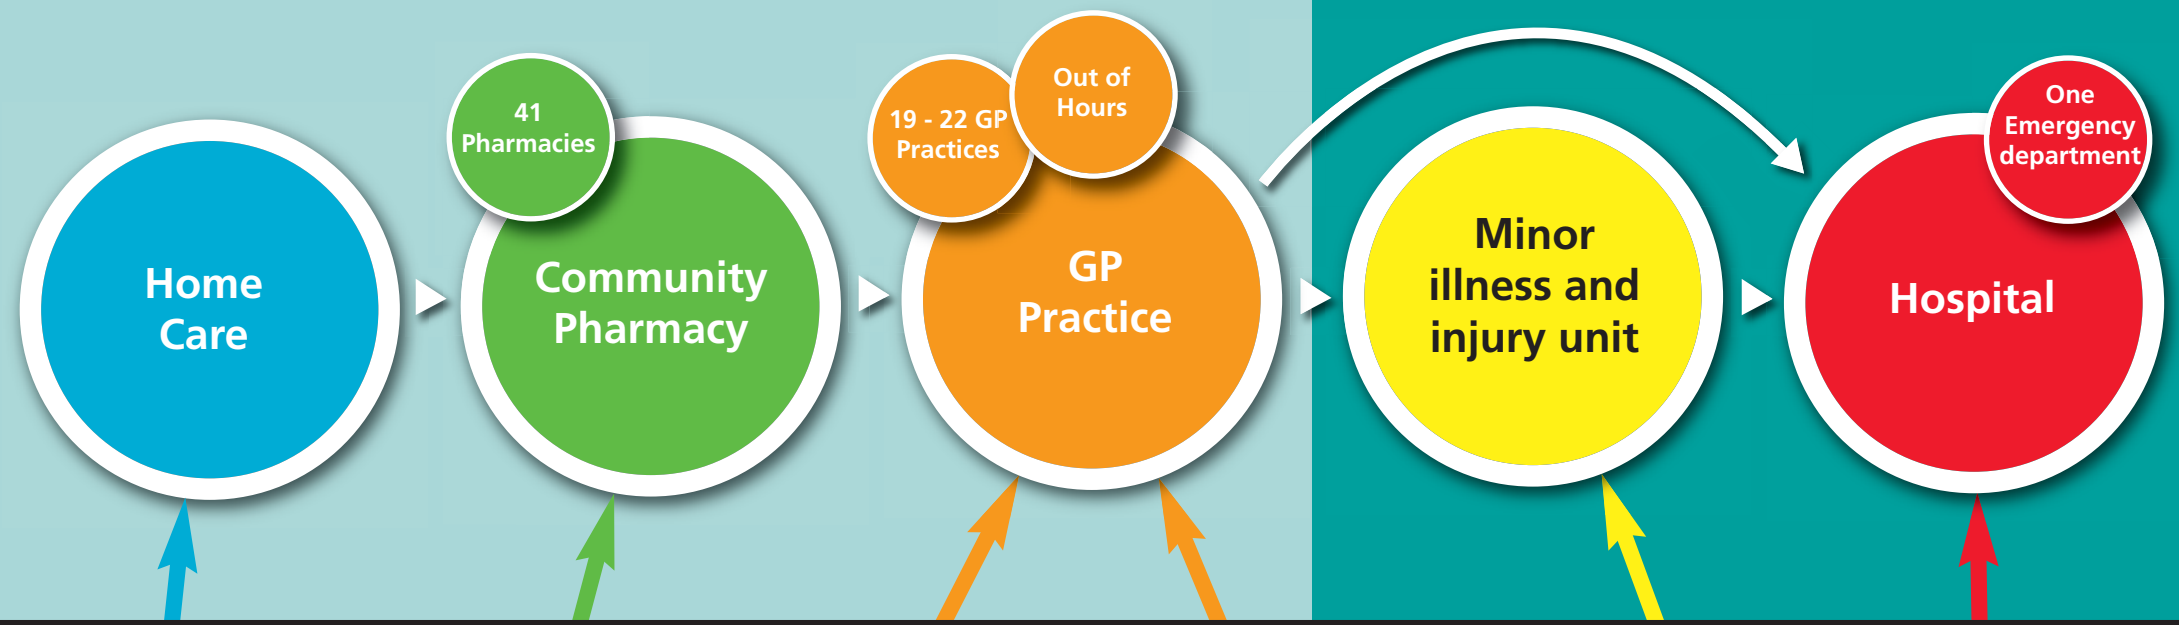 Home
Care
41
Pharmacies
Community
Pharmacy
19 - 22 GP
Practices
Out of
Hours
GP
Practice
Minor
illness and
injury unit
One
Emergency
department
Hospital